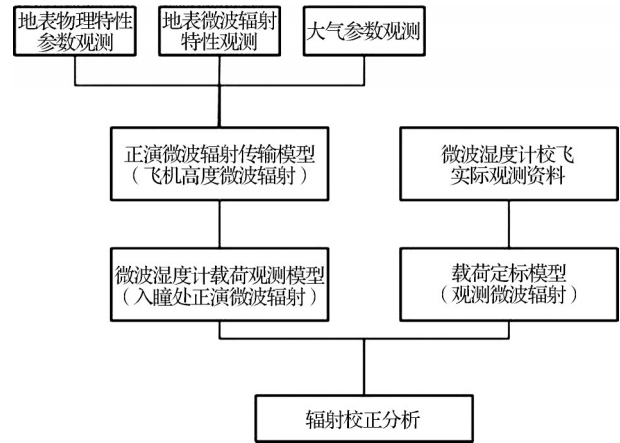 地表物理特性
参数观测
地表微波辐射
特性观测
大气参数观测
正演微波辐射传输模型
（飞机高度微波辐射）
微波湿度计校飞
实际观测资料
微波湿度计载荷观测模型
（入瞳处正演微波辐射）
载荷定标模型
（观测微波辐射）
辐射校正分析